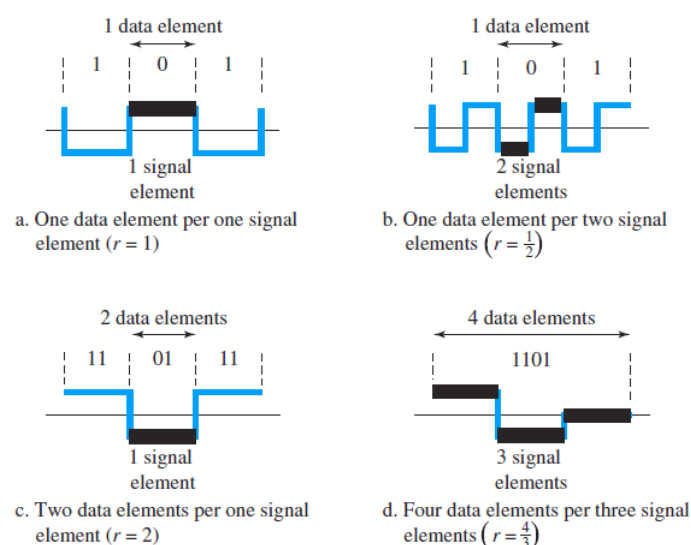 1 data element
1 0 1
1 signal
element
a. One data element per one signal
element (r = 1)
1 data element
1 0 1
2 signal
elements
b. One data element per two signal
elements (r = 1/2)
2 data elements
11 01 11
1 signal
element
c. Two data elements per one signal
element (r = 2)
4 data elements
1101
3 signal
elements
d. Four data elements per three signal
elements (r = 4/3)